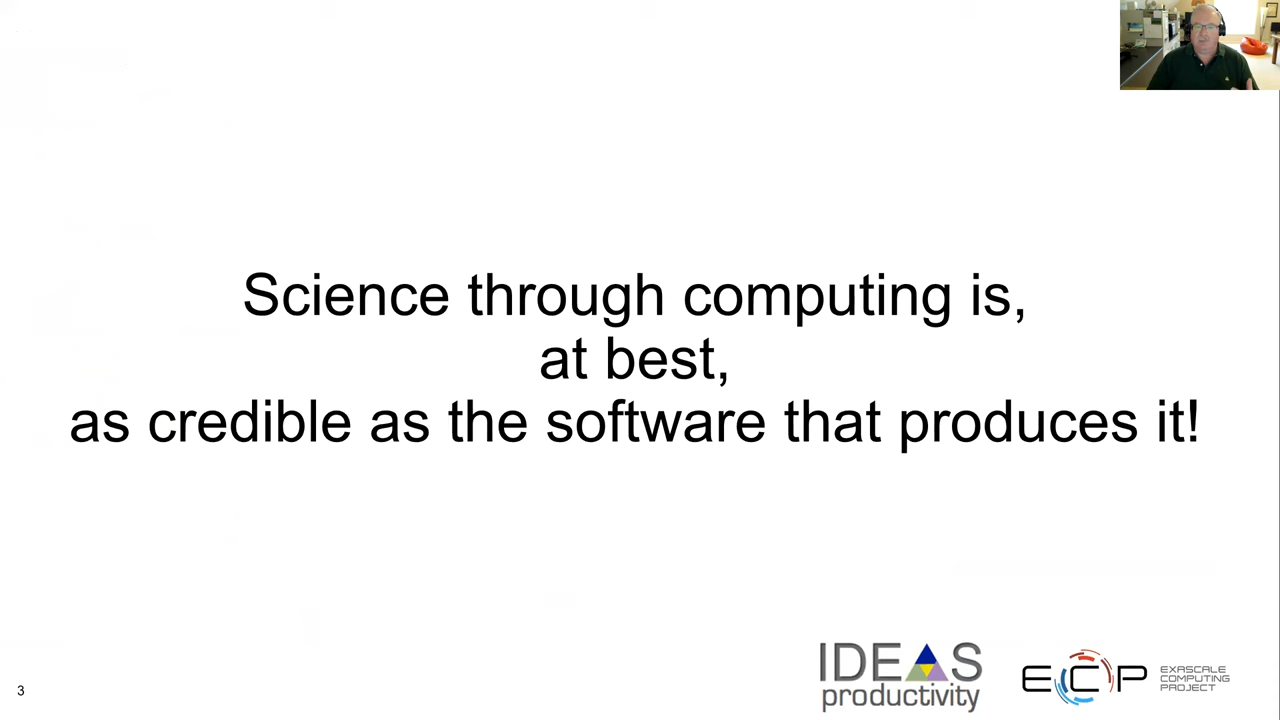 Science through computing is,
at best,
as credible as the software that produces it!
3
IDEAS
productivity
ECP
EXASCALE
COMPUTING
PROJECT